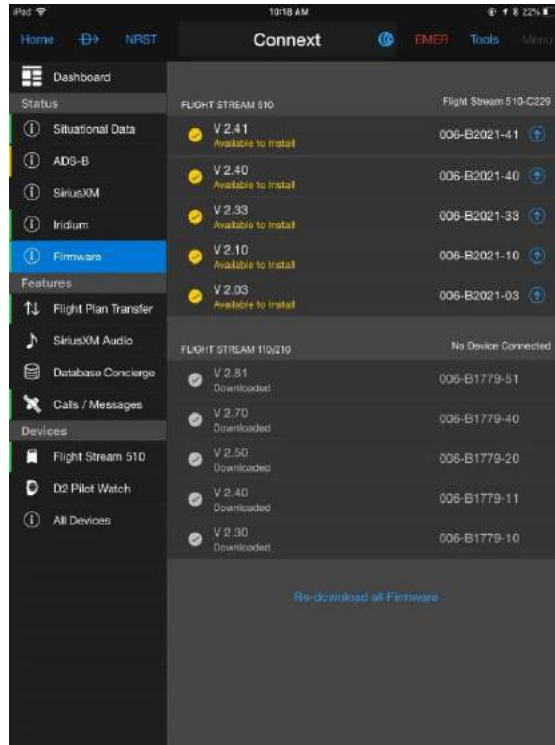 iPad
10:18 AM
22%
Home
NRST
Connext
EMER
Tools
Menu
Dashboard
Status
Situational Data
ADS-B
SiriusXM
Iridium
Firmware
Features
Flight Plan Transfer
SiriusXM Audio
Database Concierge
Calls / Messages
Devices
Flight Stream 510
D2 Pilot Watch
All Devices
FLIGHT STREAM 510
Flight Stream 510-C229
V 2.41
Available to Install
006-B2021-41
V 2.40
Available to Install
006-B2021-40
V 2.33
Available to Install
006-B2021-33
V 2.10
Available to Install
006-B2021-10
V 2.03
Available to Install
006-B2021-03
FLIGHT STREAM 110/210
No Device Connected
V 2.81
Downloaded
006-B1779-51
V 2.70
Downloaded
006-B1779-40
V 2.50
Downloaded
006-B1779-20
V 2.40
Downloaded
006-B1779-11
V 2.30
Downloaded
006-B1779-10
Re-download all Firmware